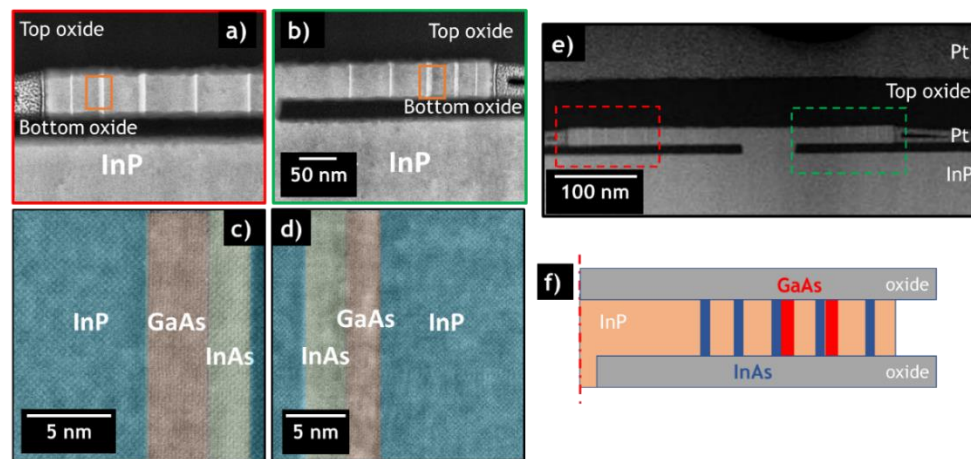 Top oxide
a)
Bottom oxide
InP
b)
Top oxide
Bottom oxide
50 nm
InP
e)
Pt
Top oxide
Pt
InP
100 nm
c)
InP
GaAs
InAs
5 nm
d)
GaAs
InP
InAs
5 nm
f)
GaAs
oxide
InP
InAs
oxide